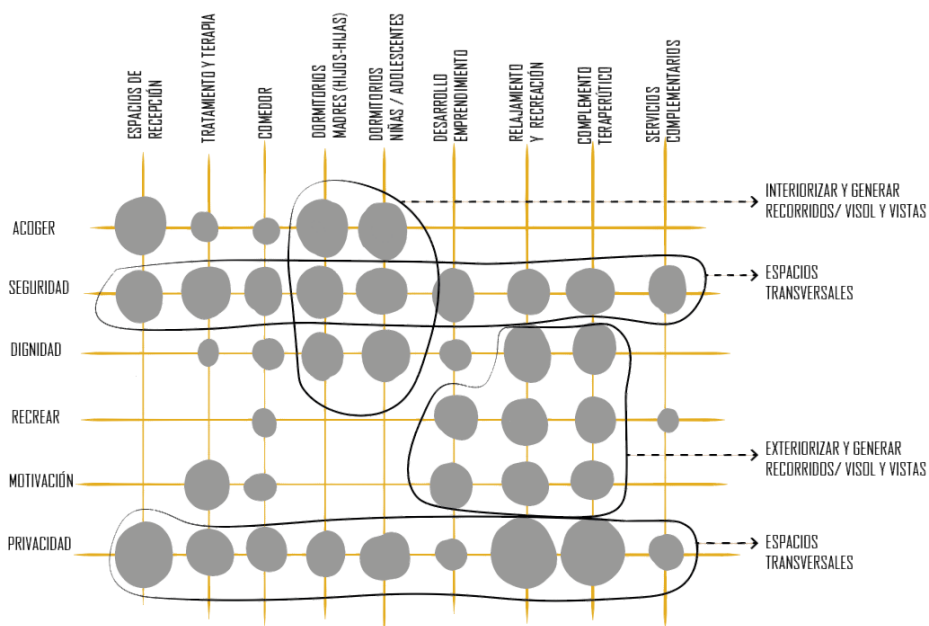 ESPACIOS DE
RECEPCIÓN
TRATAMIENTO Y TERAPIA
COMEDOR
DORMITORIOS
MADRES (HIJOS-HIJAS)
DORMITORIOS
NIÑAS / ADOLESCENTES
DESARROLLO
EMPRENDIMIENTO
RELAJAMIENTO
Y RECREACIÓN
COMPLEMENTO
TERAPERÚTICO
SERVICIOS
COMPLEMENTARIOS
ACOGER
INTERIORIZAR Y GENERAR
RECORRIDOS/ VISOL Y VISTAS
SEGURIDAD
ESPACIOS
TRANSVERSALES
DIGNIDAD
RECREAR
EXTERIORIZAR Y GENERAR
RECORRIDOS/ VISOL Y VISTAS
MOTIVACIÓN
PRIVACIDAD
ESPACIOS
TRANSVERSALES